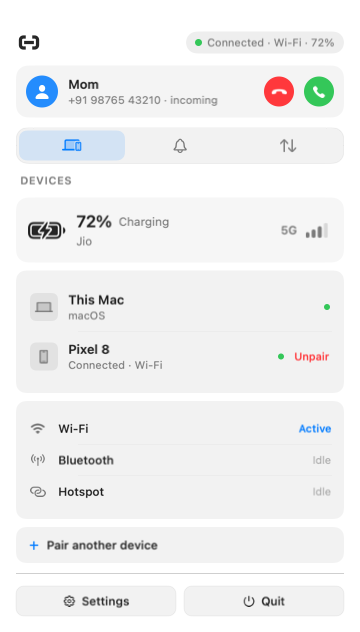 Connected · Wi-Fi · 72%
Mom
+91 98765 43210 · incoming
DEVICES
72% Charging
Jio
5G
This Mac
macOS
Pixel 8
Connected · Wi-Fi
Unpair
Wi-Fi
Active
Bluetooth
Idle
Hotspot
Idle
+ Pair another device
Settings
Quit